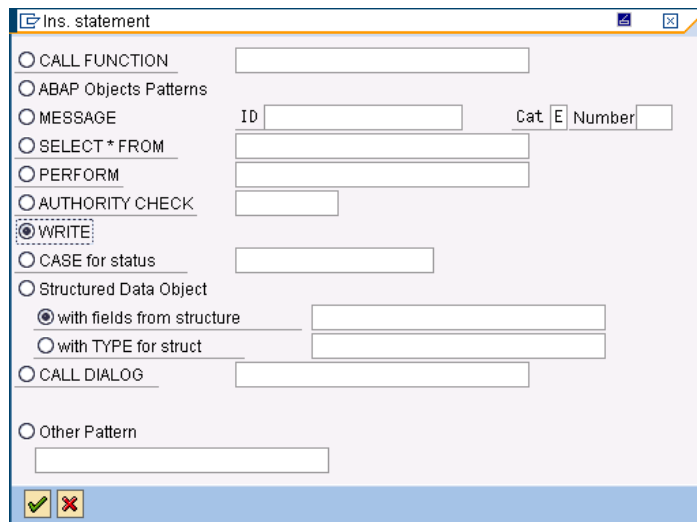 Ins. statement
CALL FUNCTION
ABAP Objects Patterns
MESSAGE ID Cat E Number
SELECT * FROM
PERFORM
AUTHORITY CHECK
WRITE
CASE for status
Structured Data Object
with fields from structure
with TYPE for struct
CALL DIALOG
Other Pattern